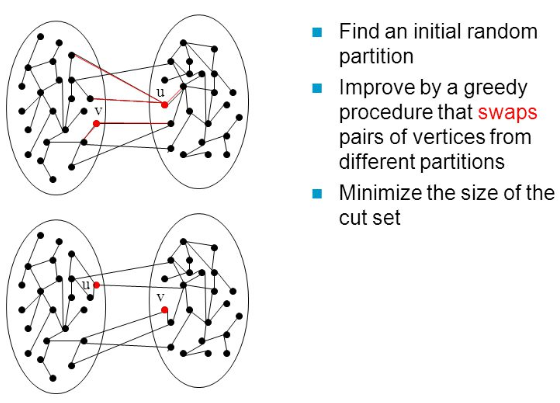 u
v
u
v
Find an initial random
partition
Improve by a greedy
procedure that swaps
pairs of vertices from
different partitions
Minimize the size of the
cut set